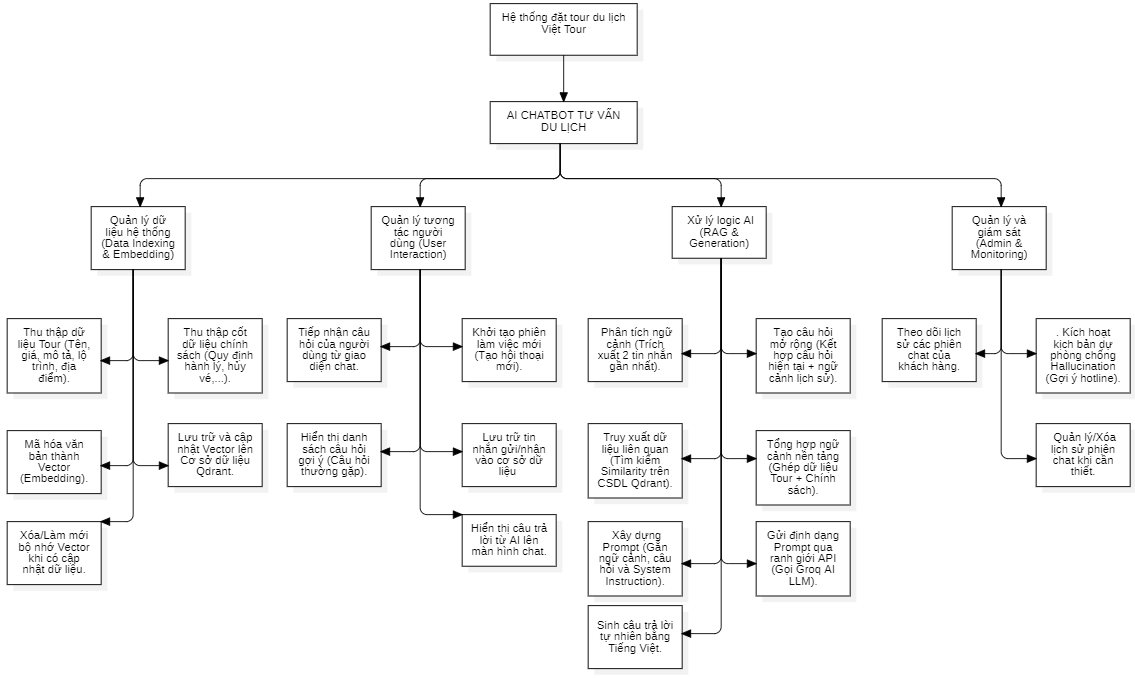 Hệ thống đặt tour du lịch
Việt Tour
AI CHATBOT TƯ VẤN
DU LỊCH
Quản lý dữ
liệu hệ thống
(Data Indexing
& Embedding)
Quản lý tương
tác người
dùng (User
Interaction)
Xử lý logic AI
(RAG &
Generation)
Quản lý và
giám sát
(Admin &
Monitoring)
Thu thập dữ
liệu Tour (Tên,
giá, mô tả, lộ
trình, địa
điểm).
Thu thập cốt
dữ liệu chính
sách (Quy định
hành lý, hủy
vé,...).
Tiếp nhận câu
hỏi của người
dùng từ giao
diện chat.
Khởi tạo phiên
làm việc mới
(Tạo hội thoại
mới).
Phân tích ngữ
cảnh (Trích
xuất 2 tin nhắn
gần nhất).
Tạo câu hỏi
mở rộng (Kết
hợp câu hỏi
hiện tại + ngữ
cảnh lịch sử).
Theo dõi lịch
sử các phiên
chat của
khách hàng.
. Kích hoạt
kịch bản dự
phòng chống
Hallucination
(Gợi ý hotline).
Mã hóa văn
bản thành
Vector
(Embedding).
Lưu trữ và cập
nhật Vector lên
Cơ sở dữ liệu
Qdrant.
Hiển thị danh
sách câu hỏi
gợi ý (Câu hỏi
thường gặp).
Lưu trữ tin
nhắn gửi/nhận
vào cơ sở dữ
liệu
Truy xuất dữ
liệu liên quan
(Tìm kiếm
Similarity trên
CSDL Qdrant).
Tổng hợp ngữ
cảnh nền tảng
(Ghép dữ liệu
Tour + Chính
sách).
Quản lý/Xóa
lịch sử phiên
chat khi cần
thiết.
Xóa/Làm mới
bộ nhớ Vector
khi có cập
nhật dữ liệu.
Hiển thị câu trả
lời từ AI lên
màn hình chat.
Xây dựng
Prompt (Gắn
ngữ cảnh, câu
hỏi và System
Instruction).
Gửi định dạng
Prompt qua
ranh giới API
(Gọi Groq AI
LLM).
Sinh câu trả lời
tự nhiên bằng
Tiếng Việt.